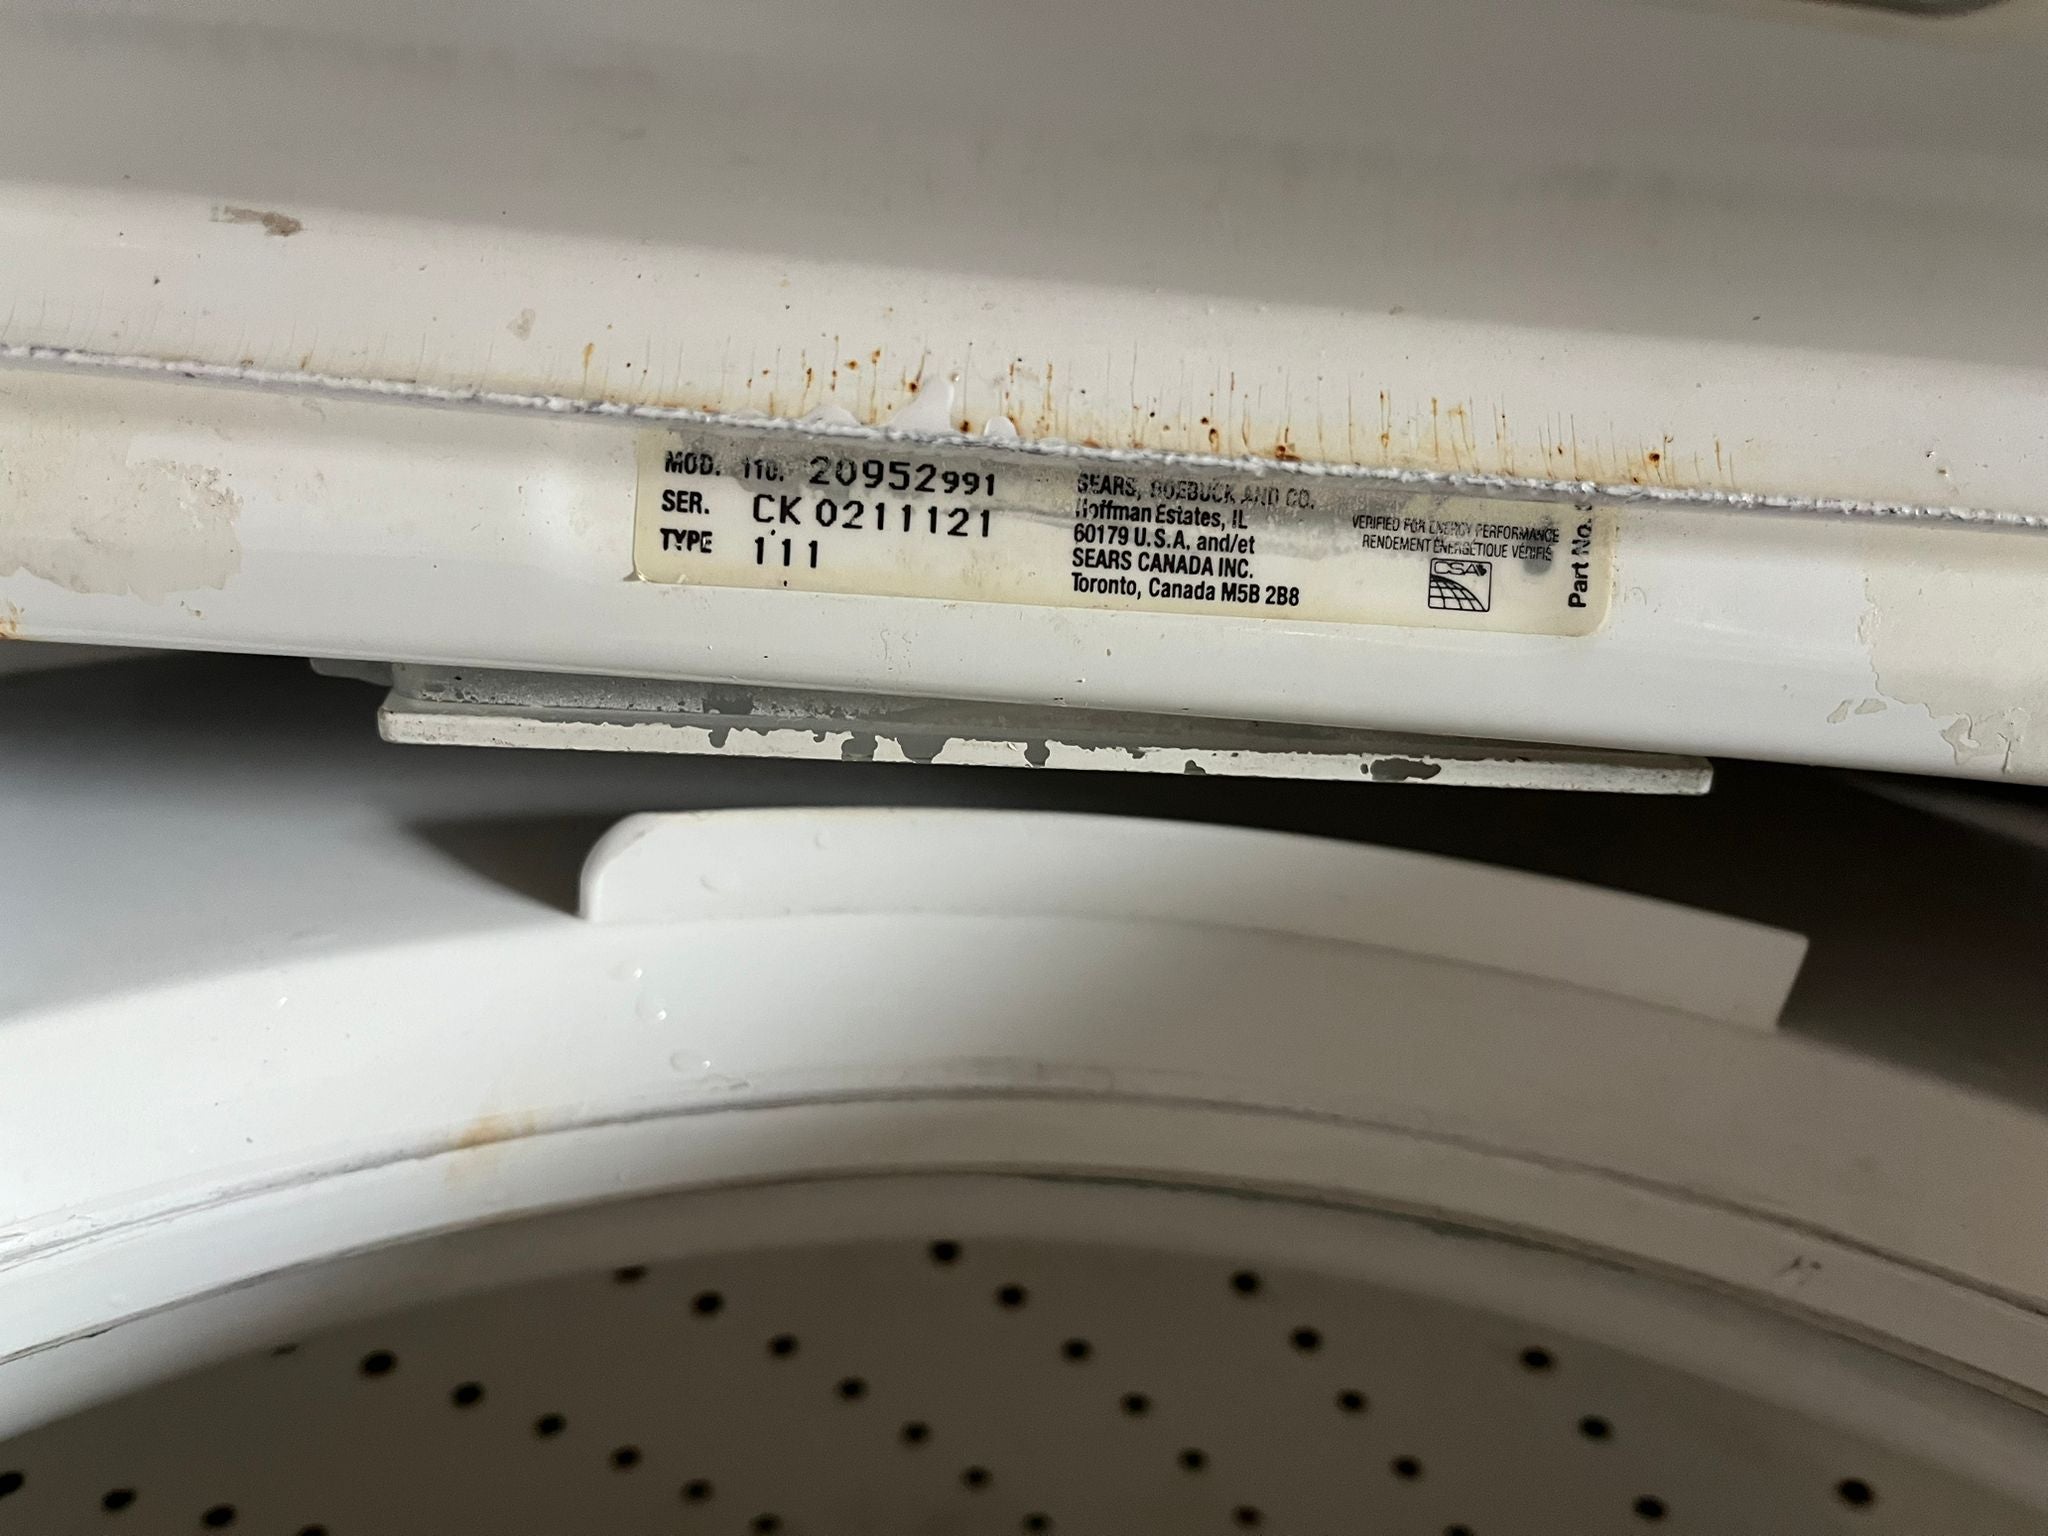 MOD. 110. 20952991
SER. CK 0211121
TYPE 111
SEARS, ROEBUCK AND CO.
Hoffman Estates, IL
60179 U.S.A. and/et
SEARS CANADA INC.
Toronto, Canada M5B 2B8
VERIFIED FOR ENERGY PERFORMANCE
RENDEMENT ÉNERGÉTIQUE VÉRIFIÉ
CSA
Part No.